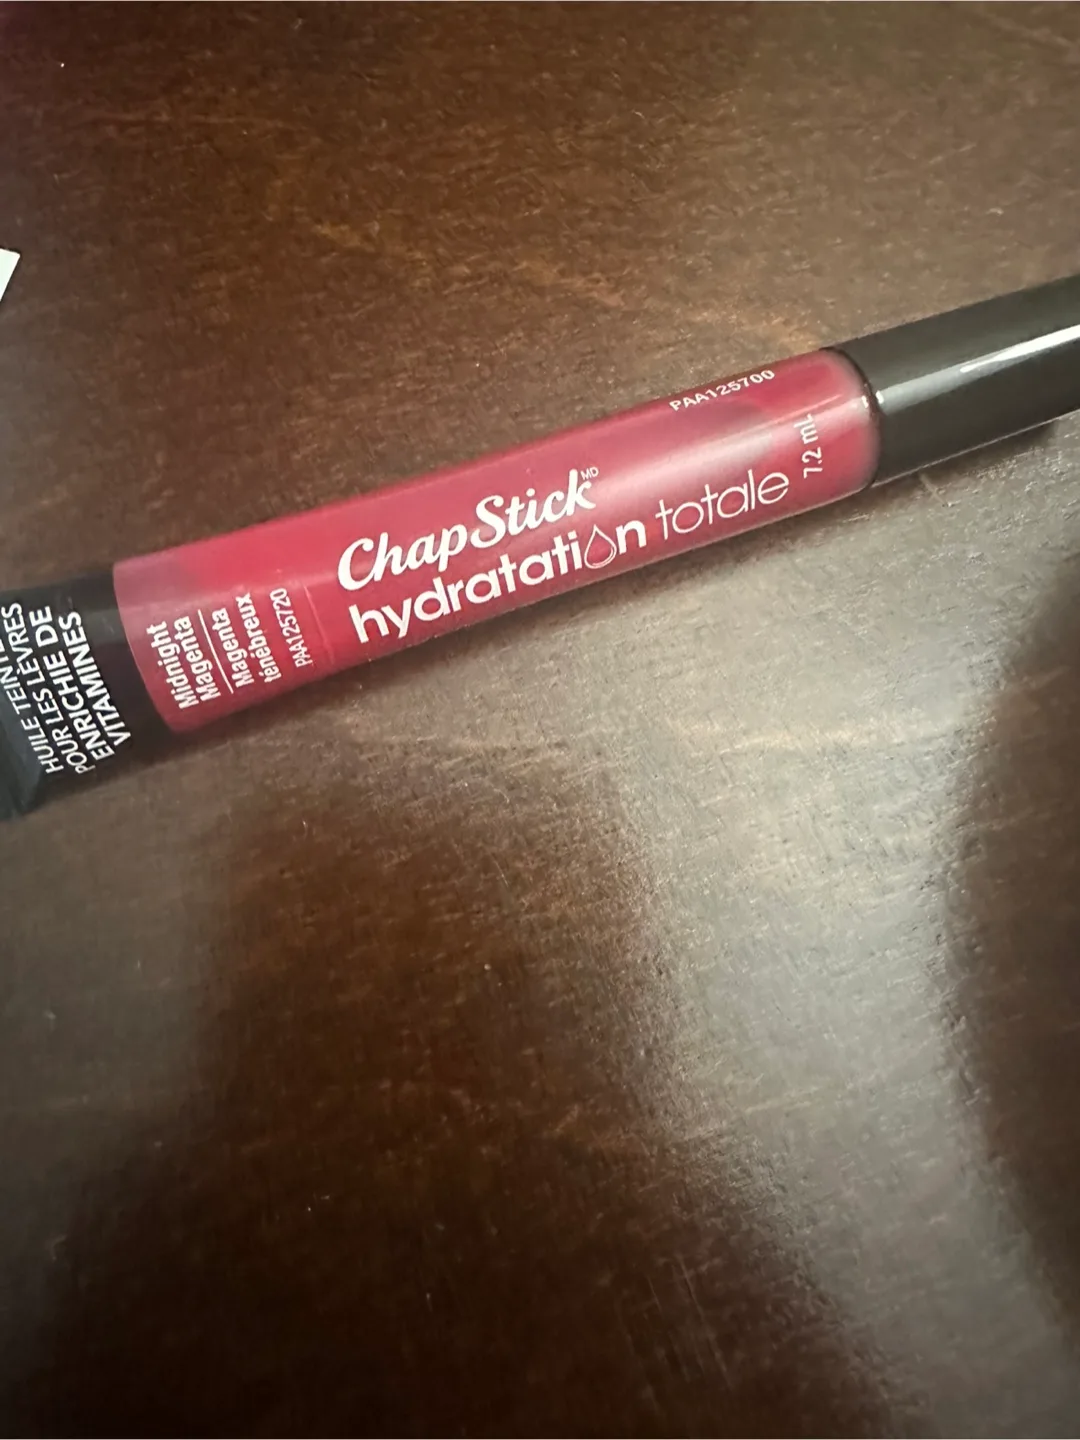 ChapStick MD
hydratation totale
7.2 mL
PAA125700
Midnight
Magenta
Magenta
ténébreux
PAA125720
HUILE TEINTÉE
POUR LES LÈVRES
ENRICHIE DE
VITAMINES